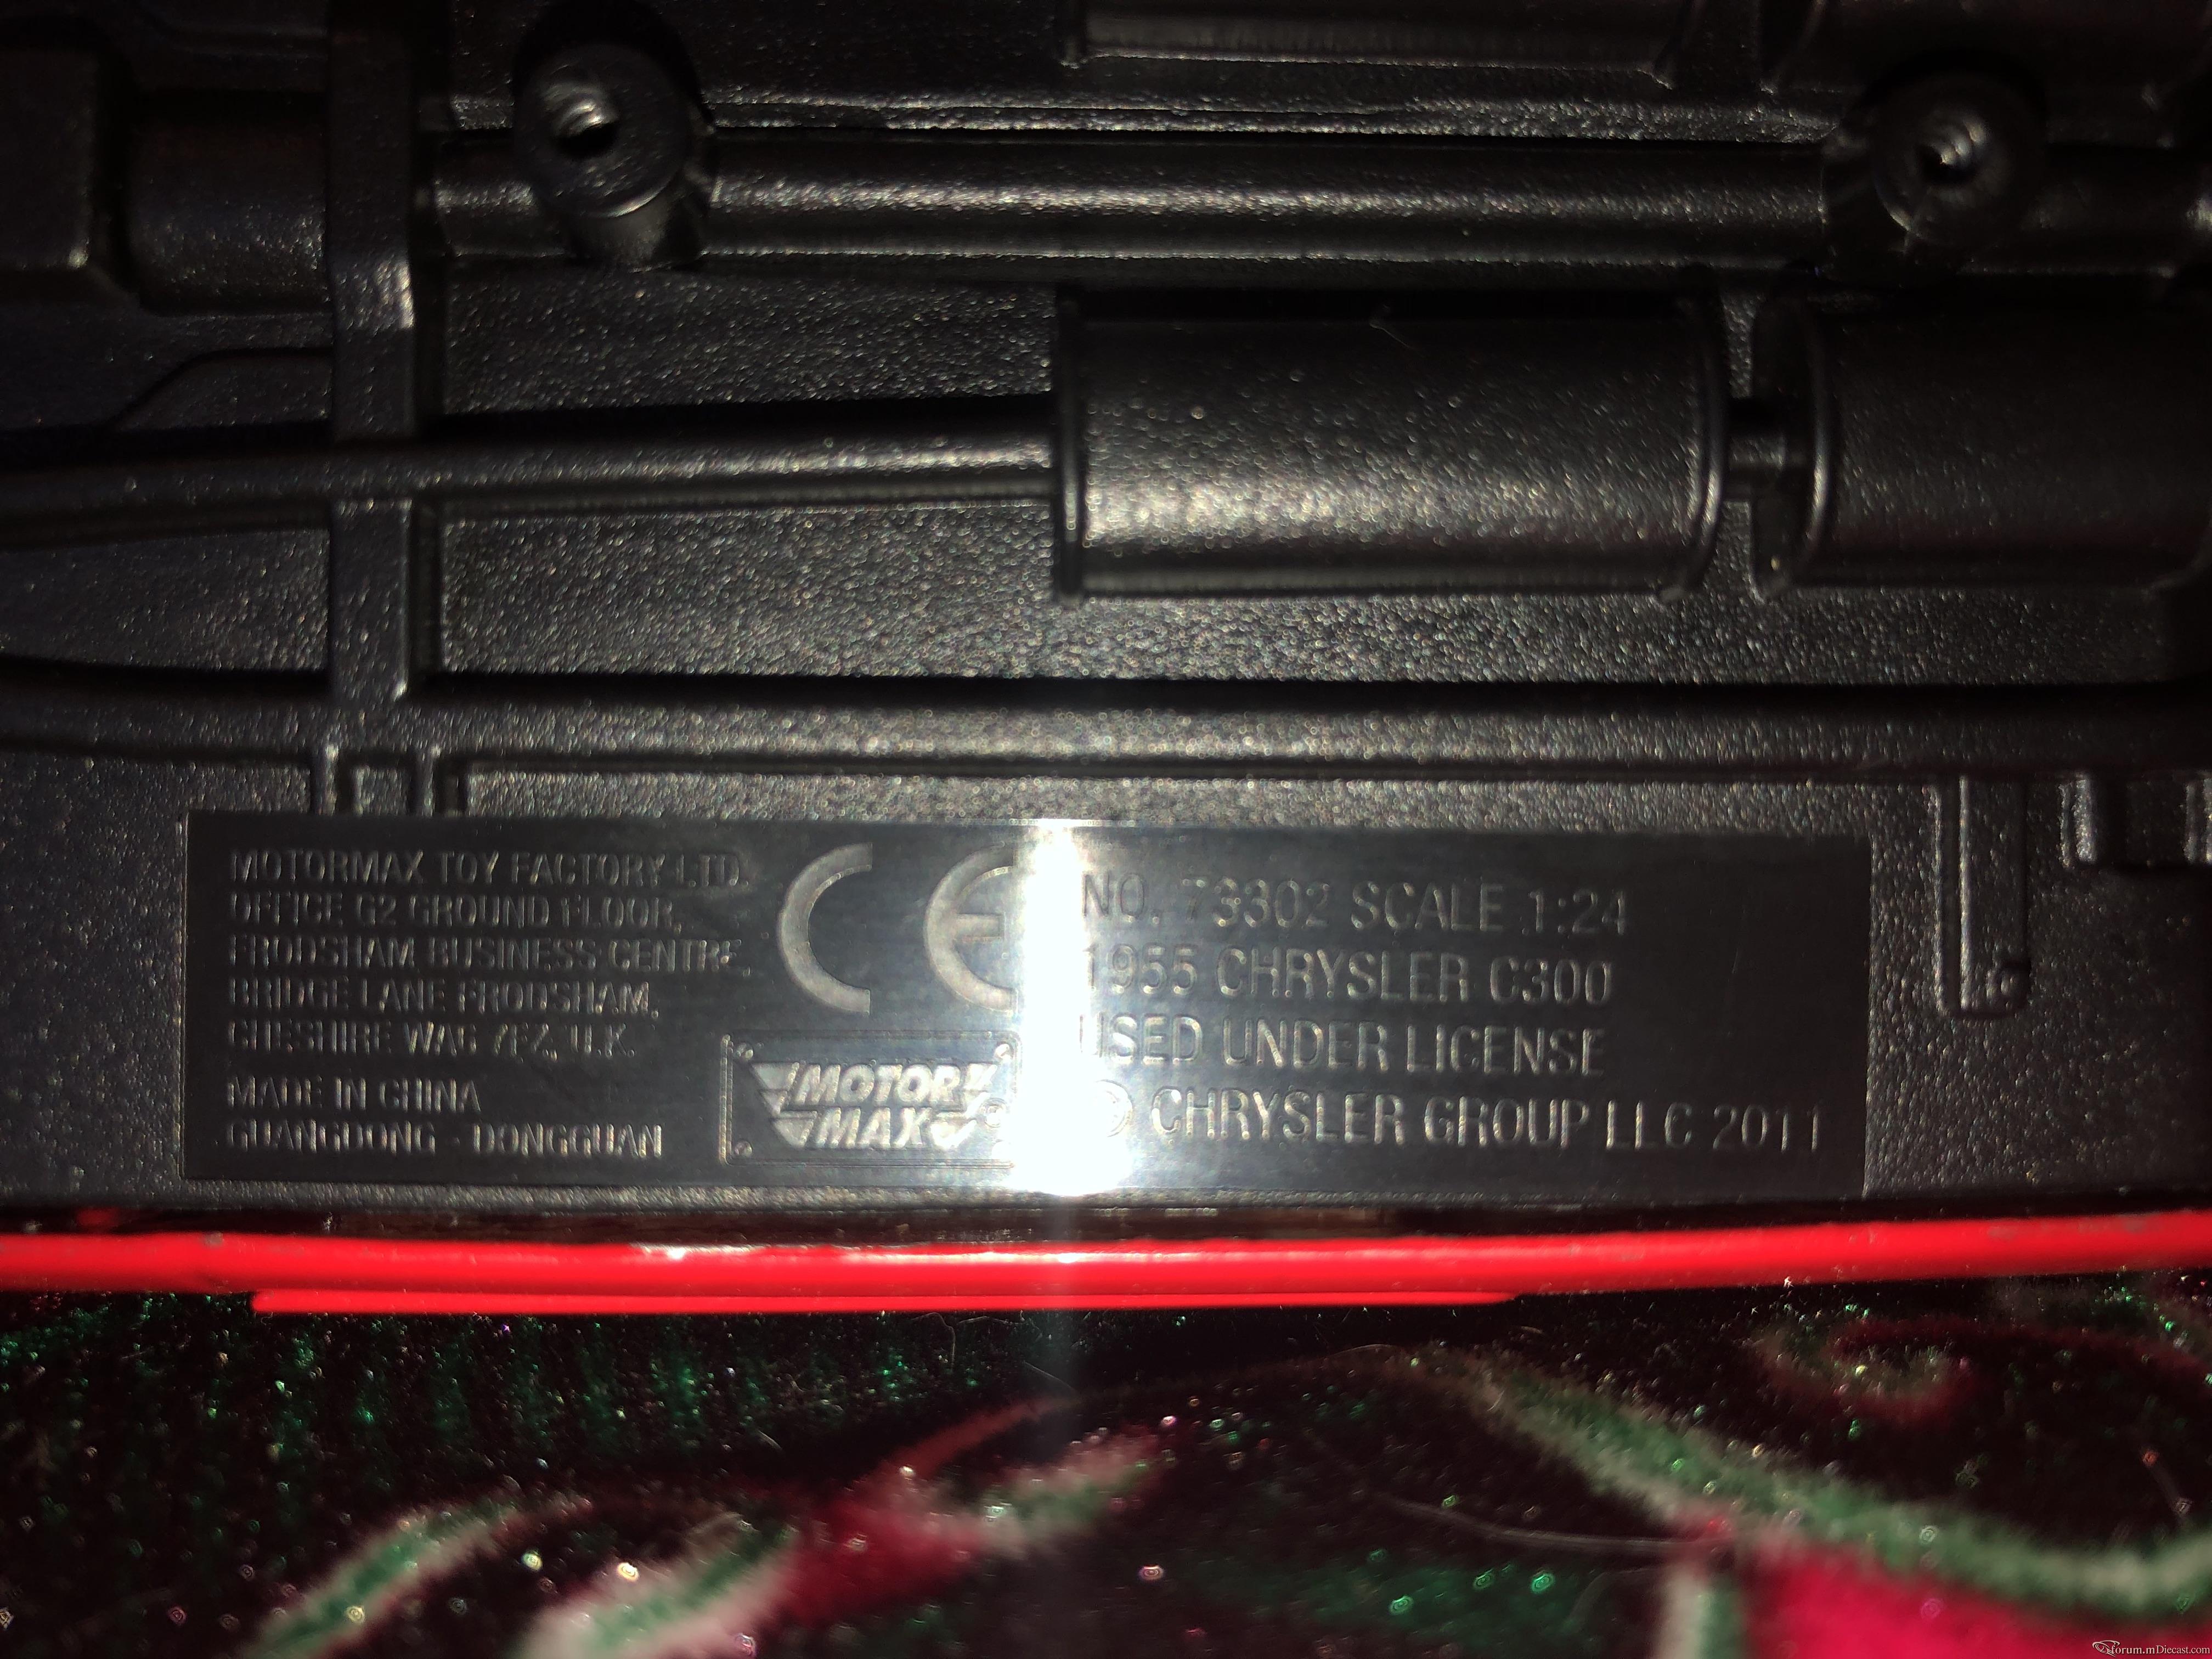 MOTORMAX TOY FACTORY LTD.
OFFICE G2 GROUND FLOOR,
FRODSHAM BUSINESS CENTRE,
BRIDGE LANE FRODSHAM,
CHESHIRE WA6 7FZ, U.K.
MADE IN CHINA
GUANGDONG - DONGGUAN
CE
MOTOR
MAX
NO. 73302 SCALE 1:24
1955 CHRYSLER C300
USED UNDER LICENSE
© CHRYSLER GROUP LLC 2011
forum.mDiecast.com